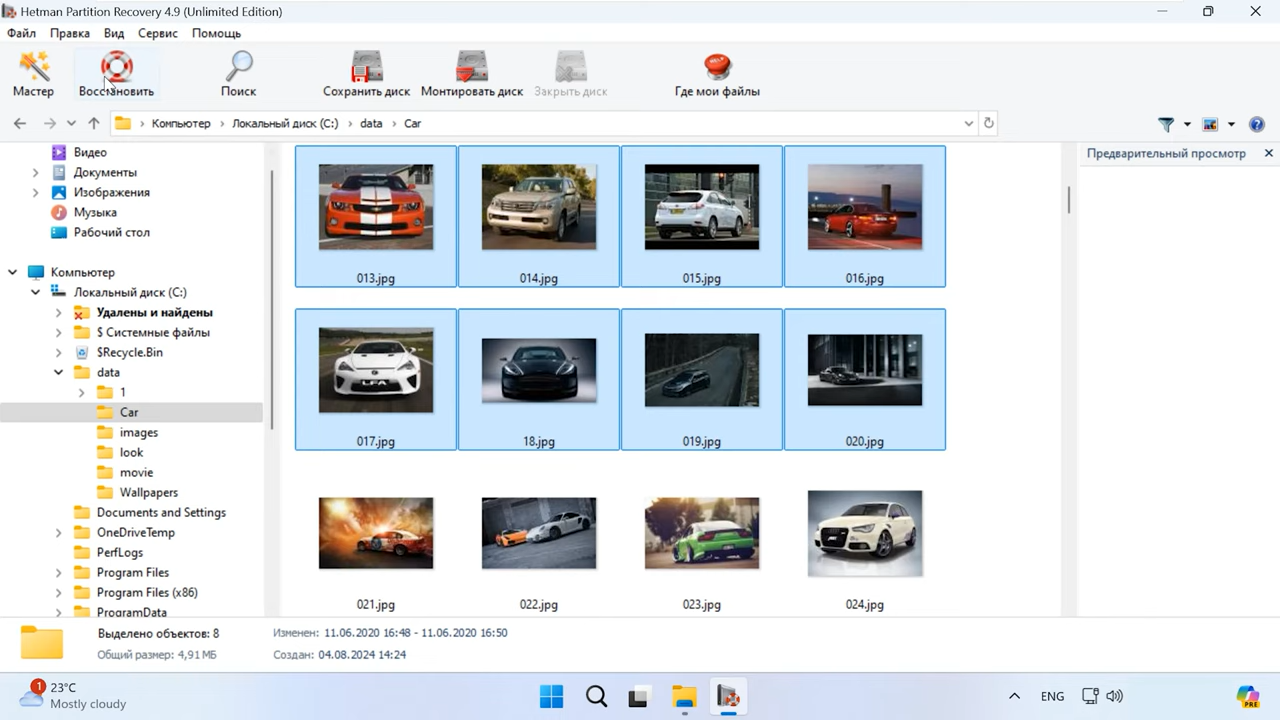 Hetman Partition Recovery 4.9 (Unlimited Edition)
Файл Правка Вид Сервис Помощь
Мастер Восстановить Поиск Сохранить диск Монтировать диск Закрыть диск Где мои файлы
Компьютер › Локальный диск (C:) › data › Car
Предварительный просмотр
Видео
Документы
Изображения
Музыка
Рабочий стол
Компьютер
Локальный диск (C:)
Удалены и найдены
$ Системные файлы
$Recycle.Bin
data
1
Car
images
look
movie
Wallpapers
Documents and Settings
OneDriveTemp
PerfLogs
Program Files
Program Files (x86)
ProgramData
013.jpg 014.jpg 015.jpg 016.jpg
017.jpg 18.jpg 019.jpg 020.jpg
021.jpg 022.jpg 023.jpg 024.jpg
Выделено объектов: 8 Изменен: 11.06.2020 16:48 - 11.06.2020 16:50
Общий размер: 4,91 МБ Создан: 04.08.2024 14:24
1
23°C
Mostly cloudy
ENG
PRE